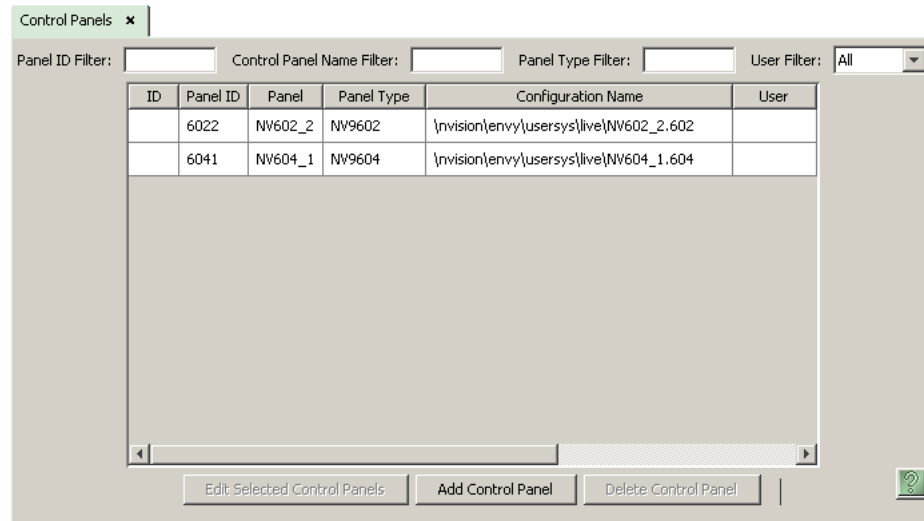 Control Panels ×
Panel ID Filter: Control Panel Name Filter: Panel Type Filter: User Filter: All
ID Panel ID Panel Panel Type Configuration Name User
6022 NV602_2 NV9602 \nvision\envy\usersys\live\NV602_2.602
6041 NV604_1 NV9604 \nvision\envy\usersys\live\NV604_1.604
Edit Selected Control Panels Add Control Panel Delete Control Panel ?